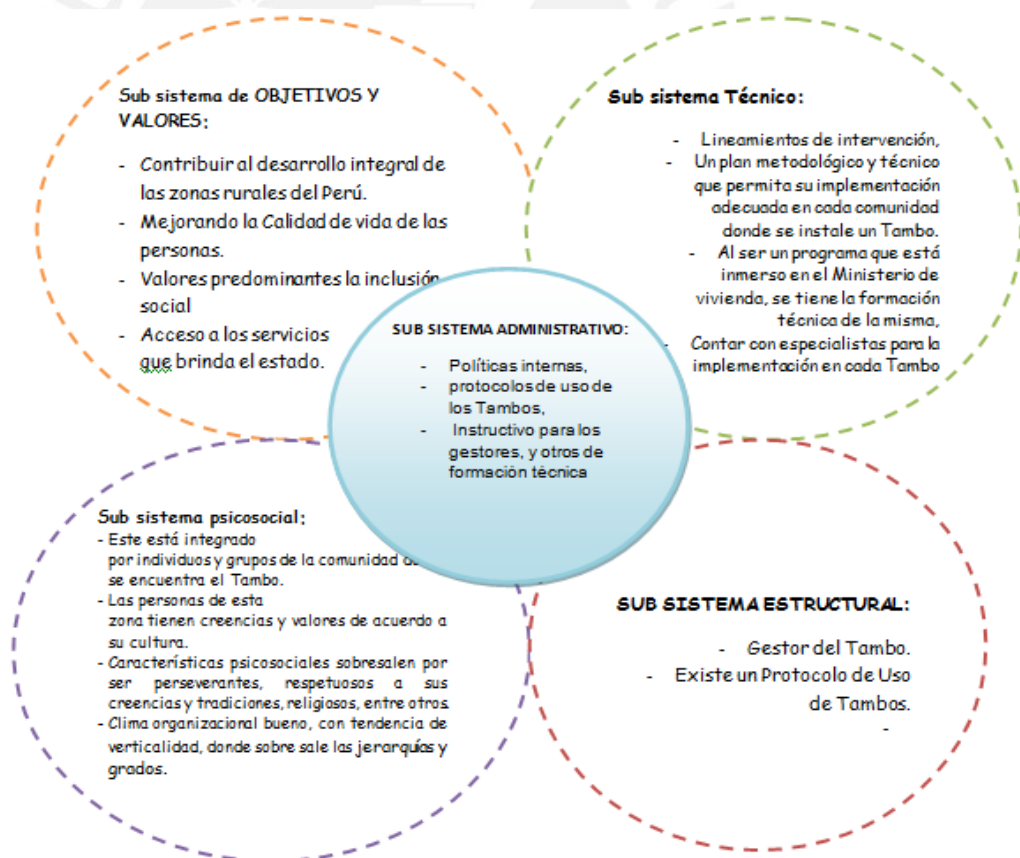 Sub sistema de OBJETIVOS Y
VALORES:
- Contribuir al desarrollo integral de
las zonas rurales del Perú.
- Mejorando la Calidad de vida de las
personas.
- Valores predominantes la inclusión
social
- Acceso a los servicios
que brinda el estado.
Sub sistema Técnico:
- Lineamientos de intervención,
- Un plan metodológico y técnico
que permita su implementación
adecuada en cada comunidad
donde se instale un Tambo.
- Al ser un programa que está
inmerso en el Ministerio de
vivienda, se tiene la formación
técnica de la misma,
- Contar con especialistas para la
implementación en cada Tambo
SUB SISTEMA ADMINISTRATIVO:
- Políticas internas,
- protocolos de uso de
los Tambos,
- Instructivo para los
gestores, y otros de
formación técnica
Sub sistema psicosocial:
- Este está integrado
por individuos y grupos de la comunidad
se encuentra el Tambo.
- Las personas de esta
zona tienen creencias y valores de acuerdo a
su cultura.
- Características psicosociales sobresalen por
ser perseverantes, respetuosos a sus
creencias y tradiciones, religiosos, entre otros.
- Clima organizacional bueno, con tendencia de
verticalidad, donde sobre sale las jerarquías y
grados.
SUB SISTEMA ESTRUCTURAL:
- Gestor del Tambo.
- Existe un Protocolo de Uso
de Tambos.
-